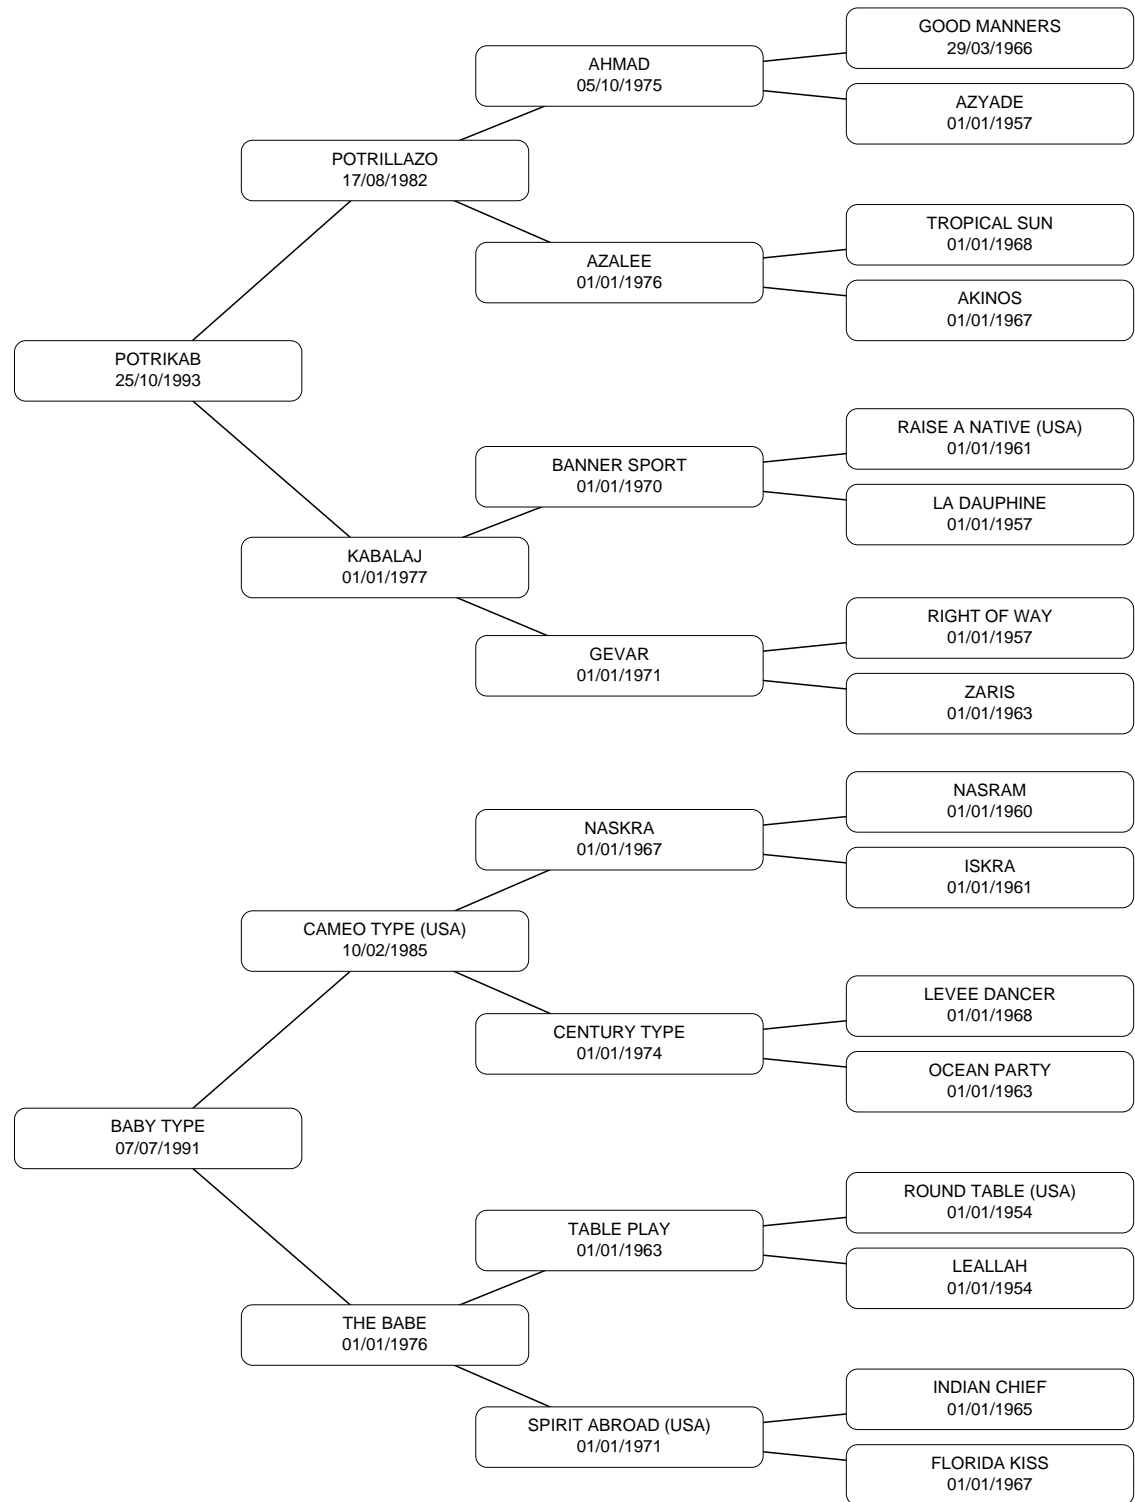 GOOD MANNERS
29/03/1966
AHMAD
05/10/1975
AZYADE
01/01/1957
POTRILLAZO
17/08/1982
TROPICAL SUN
01/01/1968
AZALEE
01/01/1976
AKINOS
01/01/1967
POTRIKAB
25/10/1993
RAISE A NATIVE (USA)
01/01/1961
BANNER SPORT
01/01/1970
LA DAUPHINE
01/01/1957
KABALAJ
01/01/1977
RIGHT OF WAY
01/01/1957
GEVAR
01/01/1971
ZARIS
01/01/1963
NASRAM
01/01/1960
NASKRA
01/01/1967
ISKRA
01/01/1961
CAMEO TYPE (USA)
10/02/1985
LEVEE DANCER
01/01/1968
CENTURY TYPE
01/01/1974
OCEAN PARTY
01/01/1963
BABY TYPE
07/07/1991
ROUND TABLE (USA)
01/01/1954
TABLE PLAY
01/01/1963
LEALLAH
01/01/1954
THE BABE
01/01/1976
INDIAN CHIEF
01/01/1965
SPIRIT ABROAD (USA)
01/01/1971
FLORIDA KISS
01/01/1967